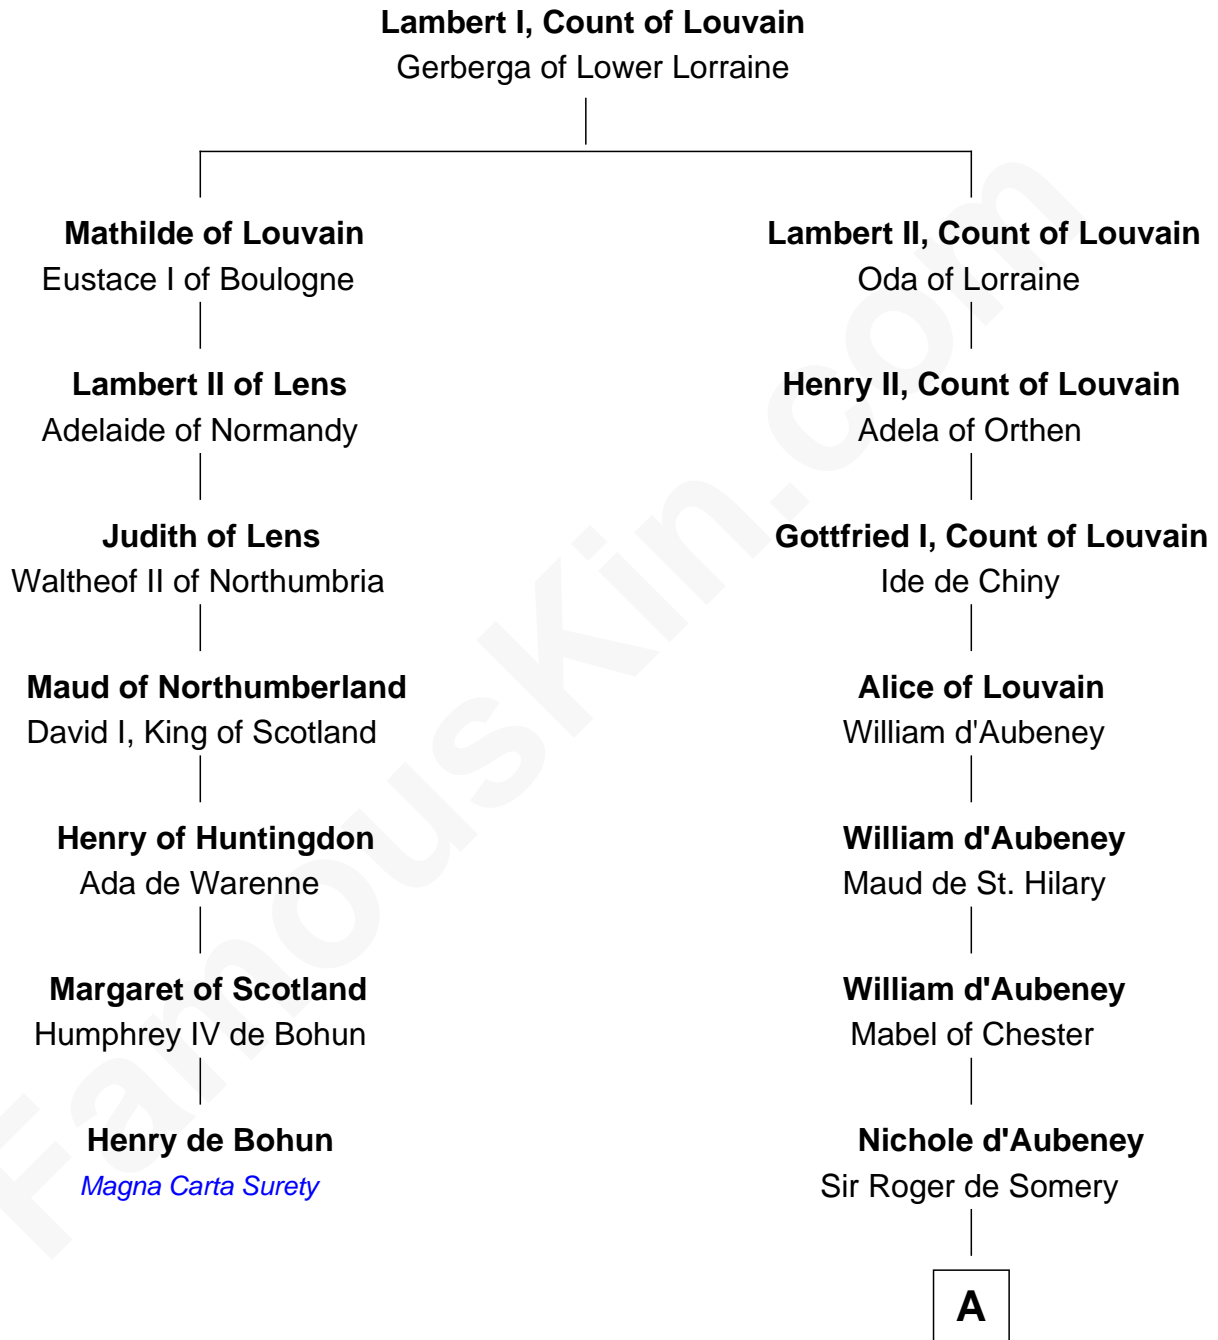 Lambert I, Count of Louvain
Gerberga of Lower Lorraine
Mathilde of Louvain
Eustace I of Boulogne
Lambert II of Lens
Adelaide of Normandy
Judith of Lens
Waltheof II of Northumbria
Maud of Northumberland
David I, King of Scotland
Henry of Huntingdon
Ada de Warenne
Margaret of Scotland
Humphrey IV de Bohun
Henry de Bohun
Magna Carta Surety
Lambert II, Count of Louvain
Oda of Lorraine
Henry II, Count of Louvain
Adela of Orthen
Gottfried I, Count of Louvain
Ide de Chiny
Alice of Louvain
William d'Aubeney
William d'Aubeney
Maud de St. Hilary
William d'Aubeney
Mabel of Chester
Nichole d'Aubeney
Sir Roger de Somery
A
FamousKin.com